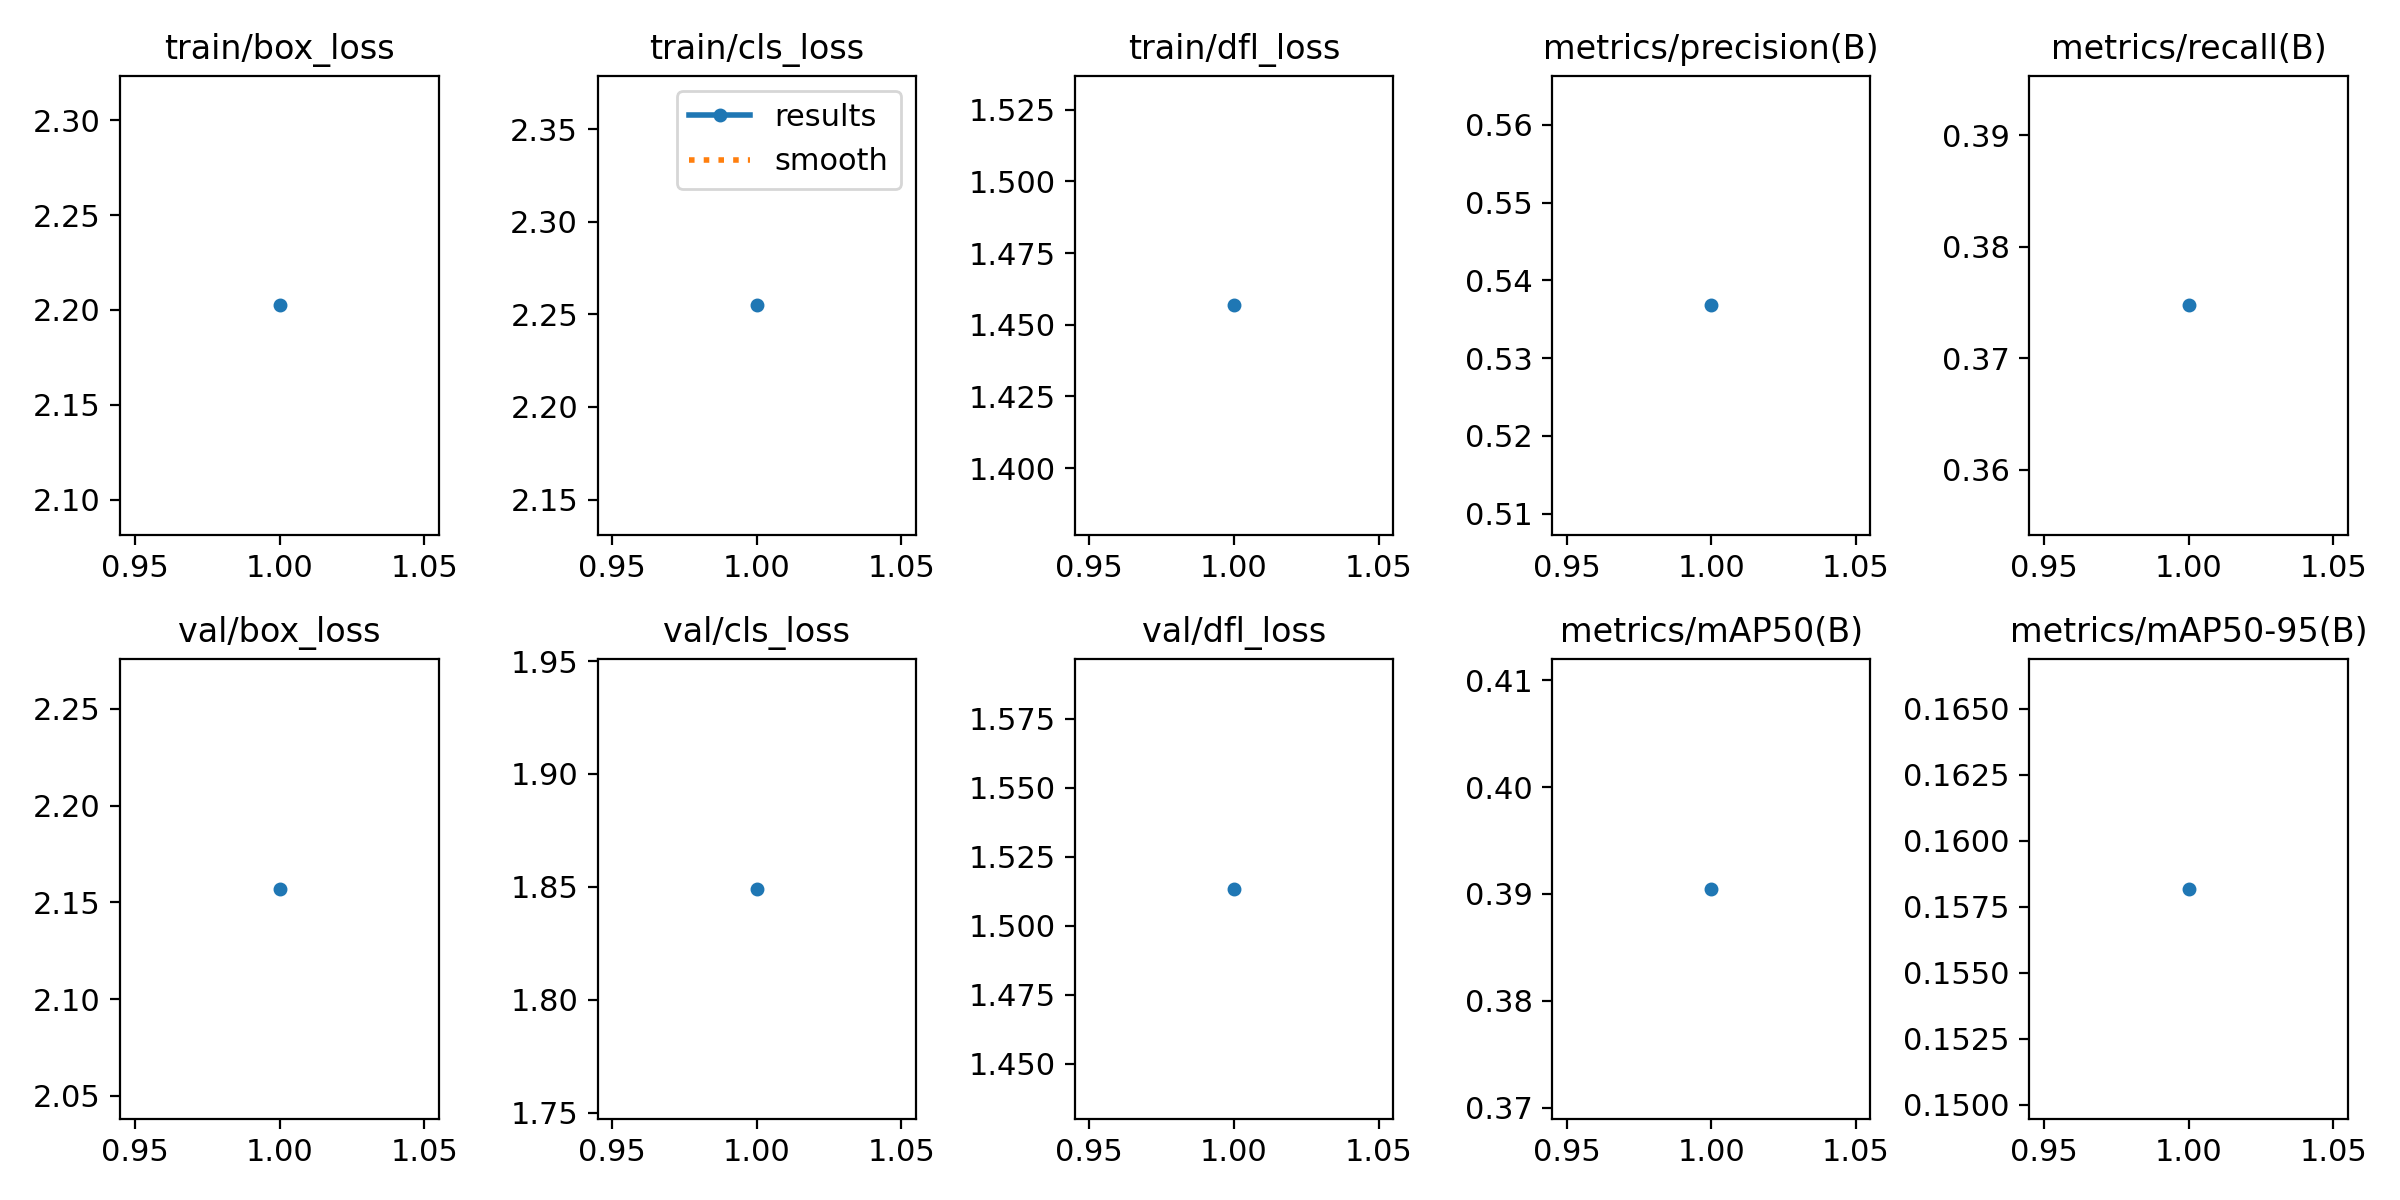 train/box_loss
train/cls_loss
train/dfl_loss
metrics/precision(B)
metrics/recall(B)
2.30
2.25
2.20
2.15
2.10
0.95 1.00 1.05
results
smooth
2.35
2.30
2.25
2.20
2.15
0.95 1.00 1.05
1.525
1.500
1.475
1.450
1.425
1.400
0.95 1.00 1.05
0.56
0.55
0.54
0.53
0.52
0.51
0.95 1.00 1.05
0.39
0.38
0.37
0.36
0.95 1.00 1.05
val/box_loss
val/cls_loss
val/dfl_loss
metrics/mAP50(B)
metrics/mAP50-95(B)
2.25
2.20
2.15
2.10
2.05
0.95 1.00 1.05
1.95
1.90
1.85
1.80
1.75
0.95 1.00 1.05
1.575
1.550
1.525
1.500
1.475
1.450
0.95 1.00 1.05
0.41
0.40
0.39
0.38
0.37
0.95 1.00 1.05
0.1650
0.1625
0.1600
0.1575
0.1550
0.1525
0.1500
0.95 1.00 1.05